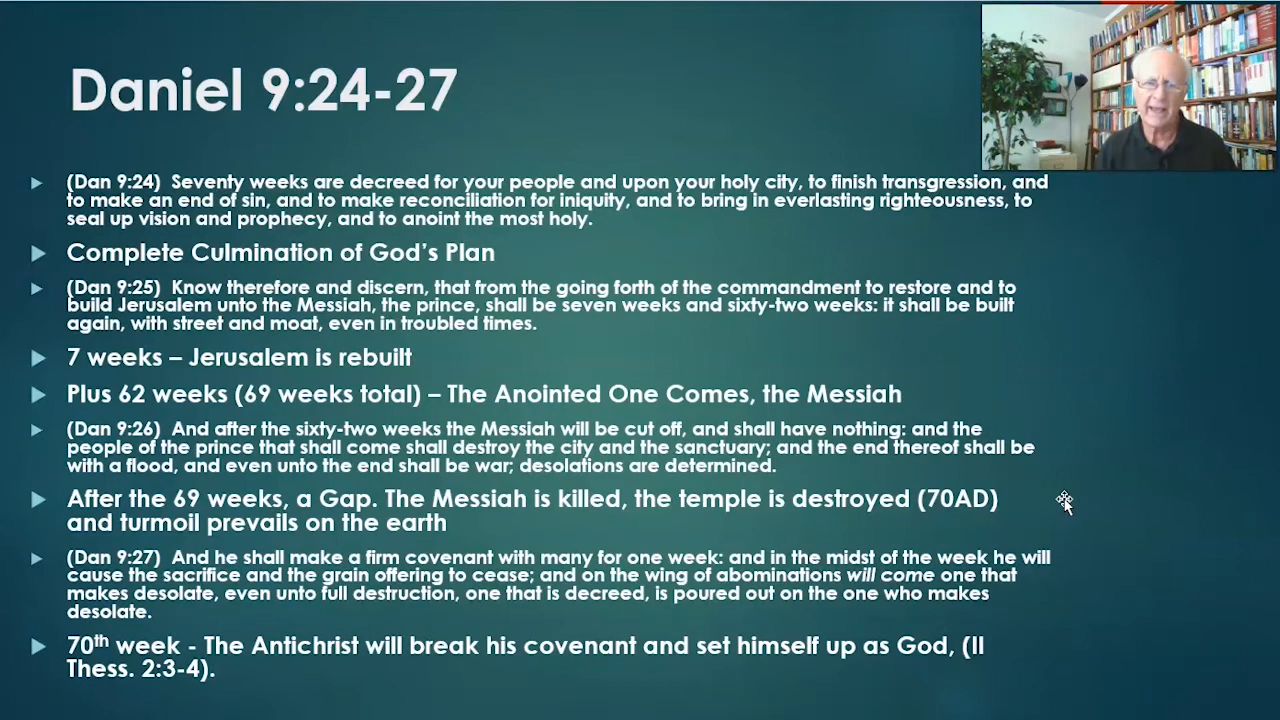 Daniel 9:24-27
(Dan 9:24) Seventy weeks are decreed for your people and upon your holy city, to finish transgression, and
to make an end of sin, and to make reconciliation for iniquity, and to bring in everlasting righteousness, to
seal up vision and prophecy, and to anoint the most holy.
Complete Culmination of God's Plan
(Dan 9:25) Know therefore and discern, that from the going forth of the commandment to restore and to
build Jerusalem unto the Messiah, the prince, shall be seven weeks and sixty-two weeks: it shall be built
again, with street and moat, even in troubled times.
7 weeks – Jerusalem is rebuilt
Plus 62 weeks (69 weeks total) – The Anointed One Comes, the Messiah
(Dan 9:26) And after the sixty-two weeks the Messiah will be cut off, and shall have nothing: and the
people of the prince that shall come shall destroy the city and the sanctuary; and the end thereof shall be
with a flood, and even unto the end shall be war; desolations are determined.
After the 69 weeks, a Gap. The Messiah is killed, the temple is destroyed (70AD)
and turmoil prevails on the earth
(Dan 9:27) And he shall make a firm covenant with many for one week: and in the midst of the week he will
cause the sacrifice and the grain offering to cease; and on the wing of abominations will come one that
makes desolate, even unto full destruction, one that is decreed, is poured out on the one who makes
desolate.
70th week - The Antichrist will break his covenant and set himself up as God, (II
Thess. 2:3-4).